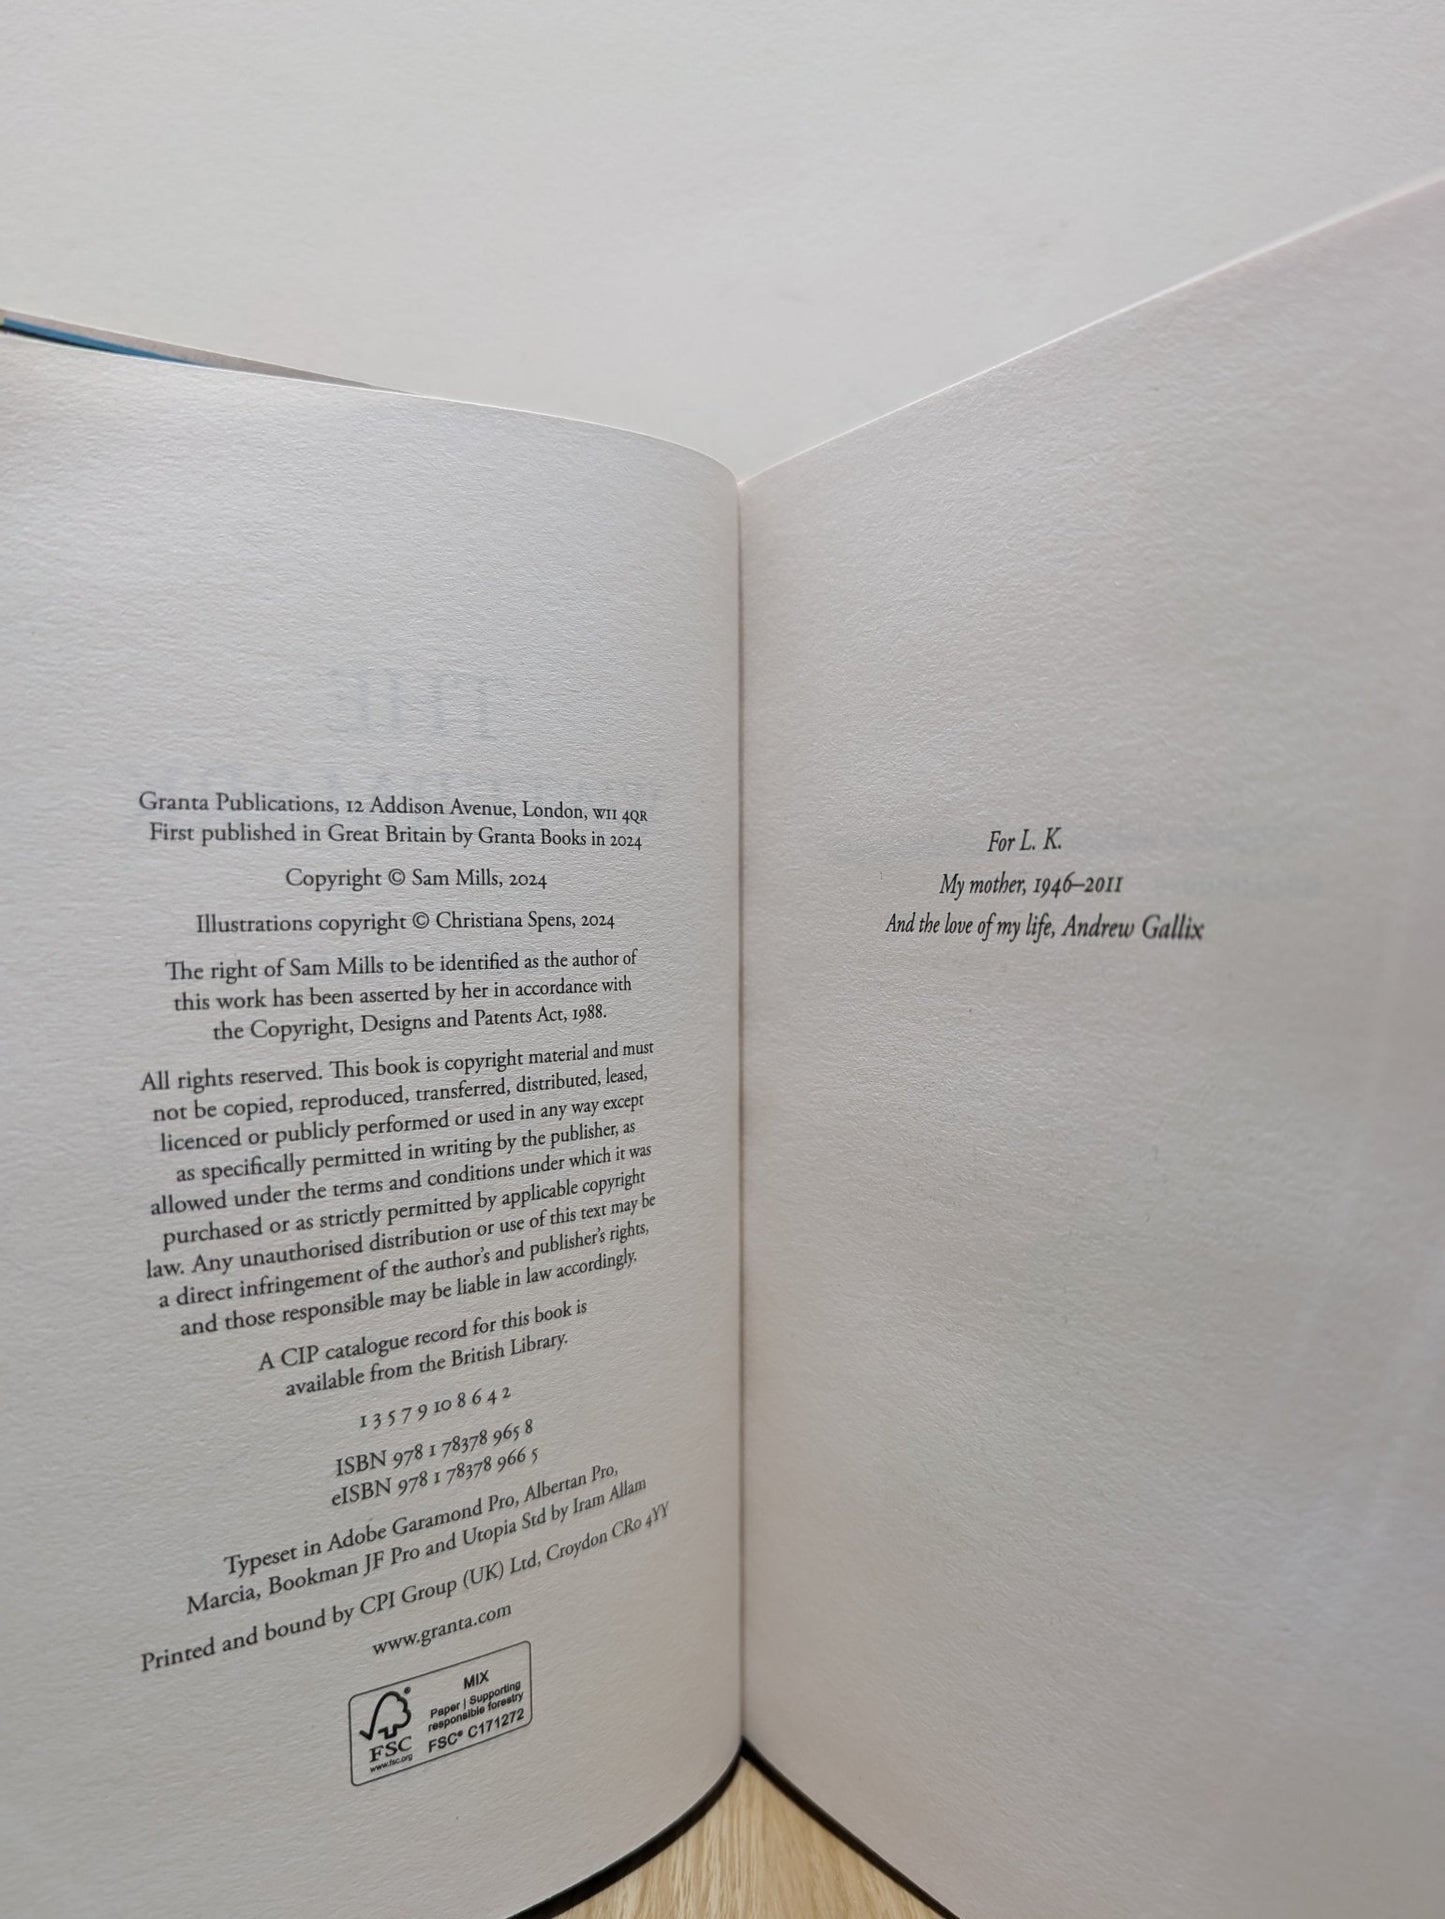 Granta Publications, 12 Addison Avenue, London, W11 4QR
First published in Great Britain by Granta Books in 2024
Copyright © Sam Mills, 2024
Illustrations copyright © Christiana Spens, 2024
The right of Sam Mills to be identified as the author of
this work has been asserted by her in accordance with
the Copyright, Designs and Patents Act, 1988.
All rights reserved. This book is copyright material and must
not be copied, reproduced, transferred, distributed, leased,
licenced or publicly performed or used in any way except
as specifically permitted in writing by the publisher, as
allowed under the terms and conditions under which it was
purchased or as strictly permitted by applicable copyright
law. Any unauthorised distribution or use of this text may be
a direct infringement of the author's and publisher's rights,
and those responsible may be liable in law accordingly.
A CIP catalogue record for this book is
available from the British Library.
1 3 5 7 9 10 8 6 4 2
ISBN 978 1 78378 965 8
eISBN 978 1 78378 966 5
Typeset in Adobe Garamond Pro, Albertan Pro,
Marcia, Bookman JF Pro and Utopia Std by Iram Allam
Printed and bound by CPI Group (UK) Ltd, Croydon CR0 4YY
www.granta.com
FSC
www.fsc.org
MIX
Paper | Supporting
responsible forestry
FSC® C171272
For L. K.
My mother, 1946–2011
And the love of my life, Andrew Gallix